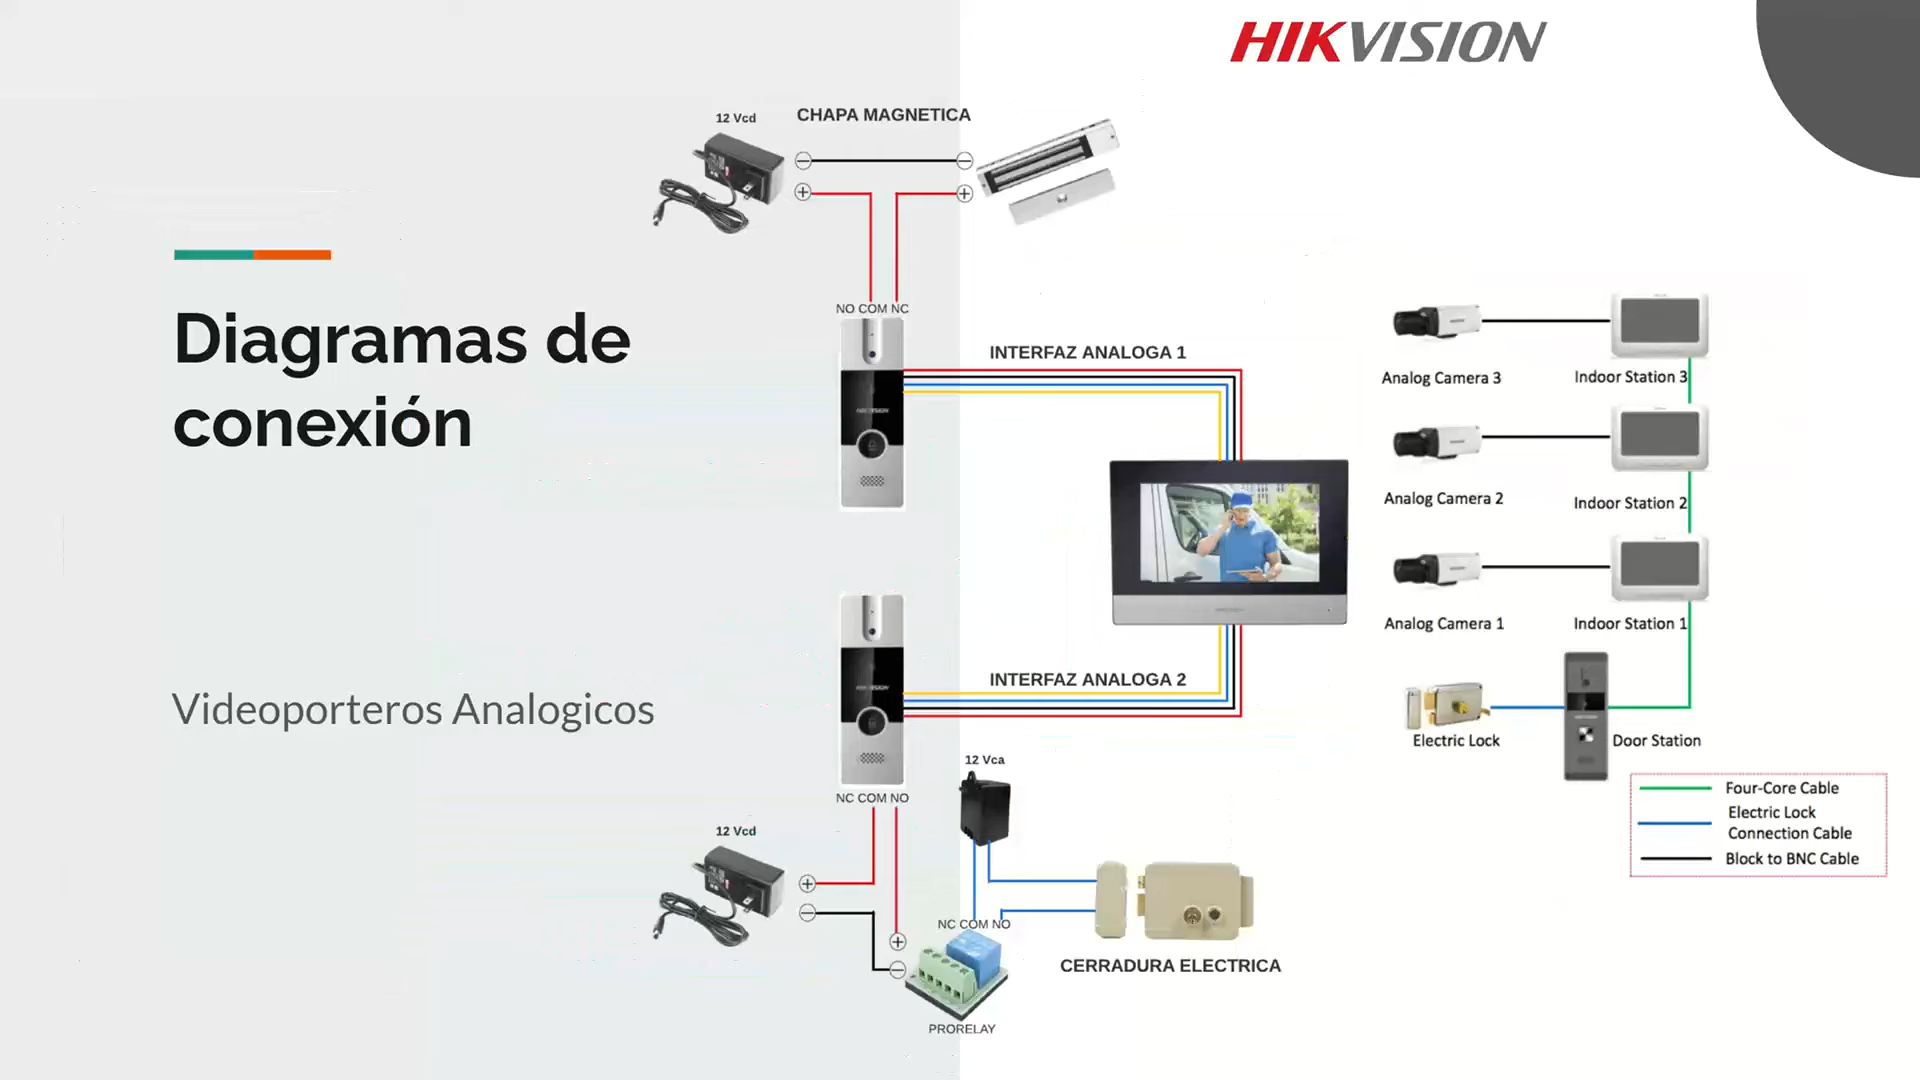 HIKVISION
Diagramas de
conexión
Videoporteros Analogicos
12 Vcd
CHAPA MAGNETICA
NO COM NC
INTERFAZ ANALOGA 1
HIKVISION
HIKVISION
INTERFAZ ANALOGA 2
NC COM NO
12 Vcd
12 Vca
NC COM NO
PRORELAY
CERRADURA ELECTRICA
Analog Camera 3
Indoor Station 3
Analog Camera 2
Indoor Station 2
Analog Camera 1
Indoor Station 1
Electric Lock
Door Station
Four-Core Cable
Electric Lock
Connection Cable
Block to BNC Cable